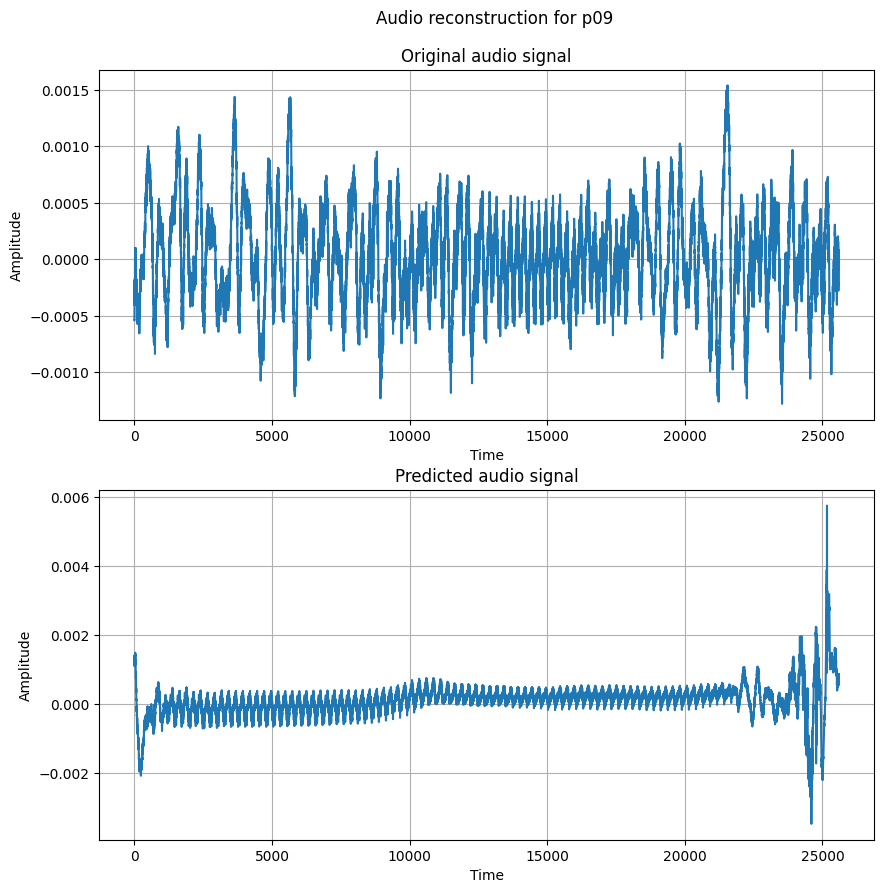 Audio reconstruction for p09
Original audio signal
0.0015
0.0010
0.0005
0.0000
−0.0005
−0.0010
Amplitude
0 5000 10000 15000 20000 25000
Time
Predicted audio signal
0.006
0.004
0.002
0.000
−0.002
Amplitude
0 5000 10000 15000 20000 25000
Time